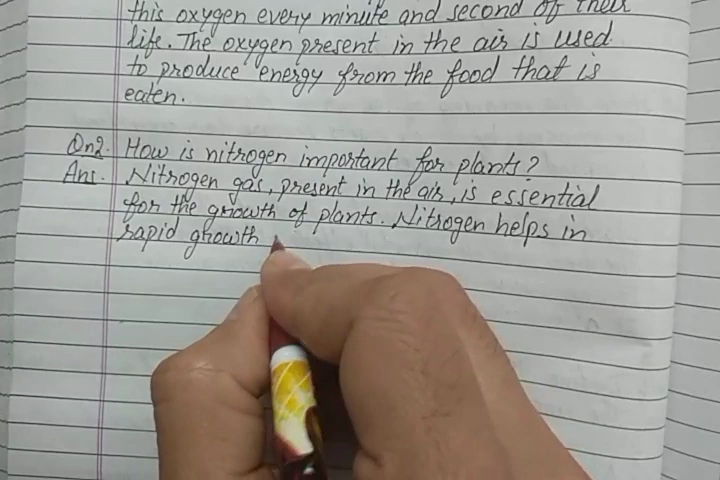 this oxygen every minute and second of their
life. The oxygen present in the air is used
to produce energy from the food that is
eaten.
Qn2. How is nitrogen important for plants?
Ans. Nitrogen gas, present in the air, is essential
for the growth of plants. Nitrogen helps in
rapid growth